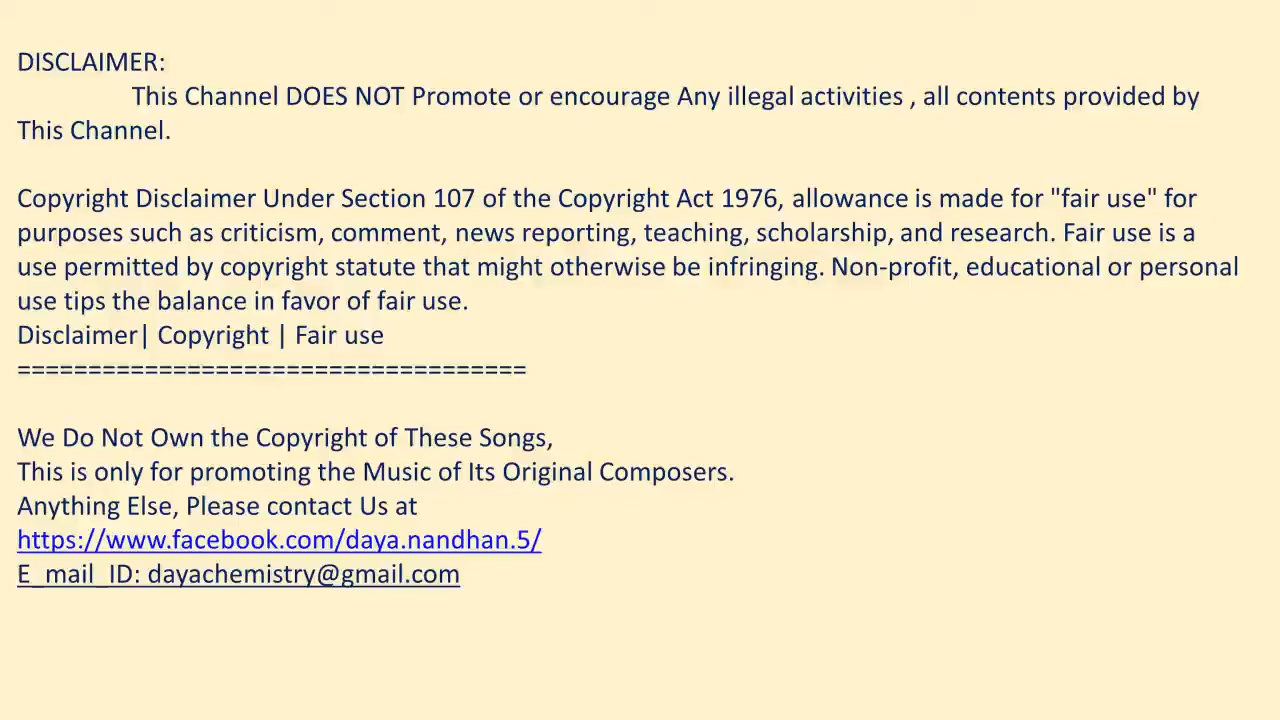 DISCLAIMER:
This Channel DOES NOT Promote or encourage Any illegal activities , all contents provided by
This Channel.
Copyright Disclaimer Under Section 107 of the Copyright Act 1976, allowance is made for "fair use" for
purposes such as criticism, comment, news reporting, teaching, scholarship, and research. Fair use is a
use permitted by copyright statute that might otherwise be infringing. Non-profit, educational or personal
use tips the balance in favor of fair use.
Disclaimer| Copyright | Fair use
====================================
We Do Not Own the Copyright of These Songs,
This is only for promoting the Music of Its Original Composers.
Anything Else, Please contact Us at
https://www.facebook.com/daya.nandhan.5/
E_mail_ID: dayachemistry@gmail.com